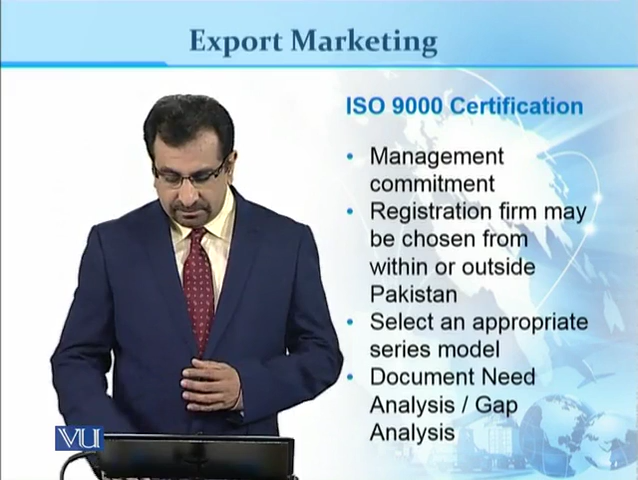 Export Marketing
ISO 9000 Certification
• Management
commitment
• Registration firm may
be chosen from
within or outside
Pakistan
• Select an appropriate
series model
• Document Need
Analysis / Gap
Analysis
VU